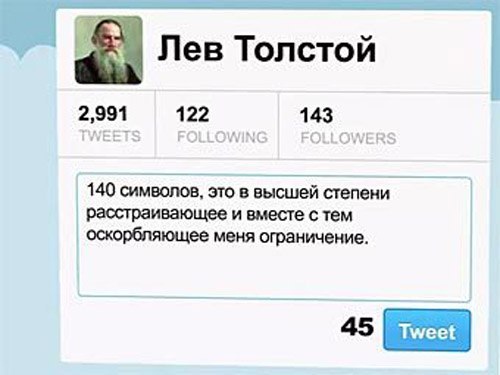 Лев Толстой
2,991 122 143
TWEETS FOLLOWING FOLLOWERS
140 символов, это в высшей степени
расстраивающее и вместе с тем
оскорбляющее меня ограничение.
45 Tweet